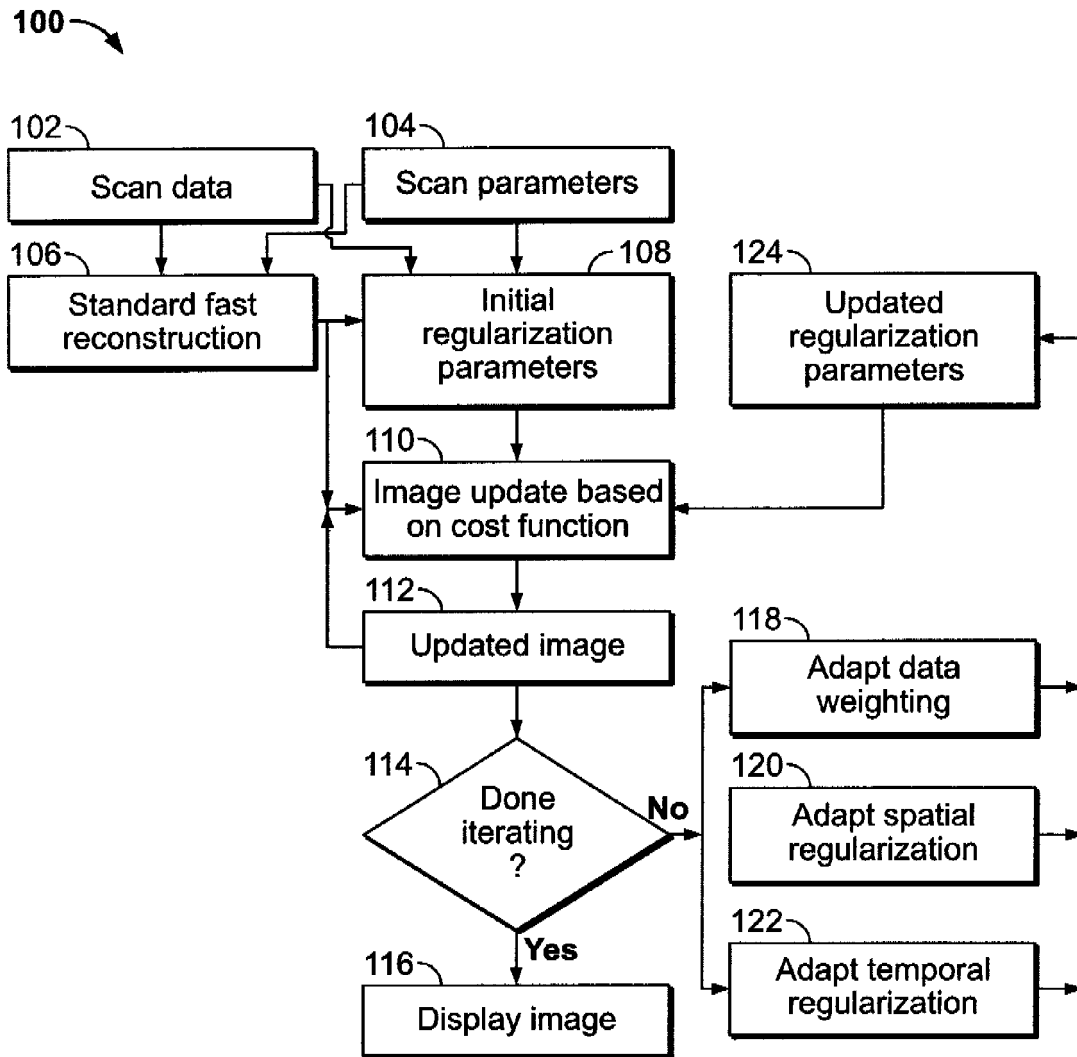 100
102
104
Scan data
Scan parameters
106
108
124
Standard fast
reconstruction
Initial
regularization
parameters
Updated
regularization
parameters
110
Image update based
on cost function
112
Updated image
118
Adapt data
weighting
114
Done
iterating
?
No
120
Adapt spatial
regularization
Yes
122
Adapt temporal
regularization
116
Display image